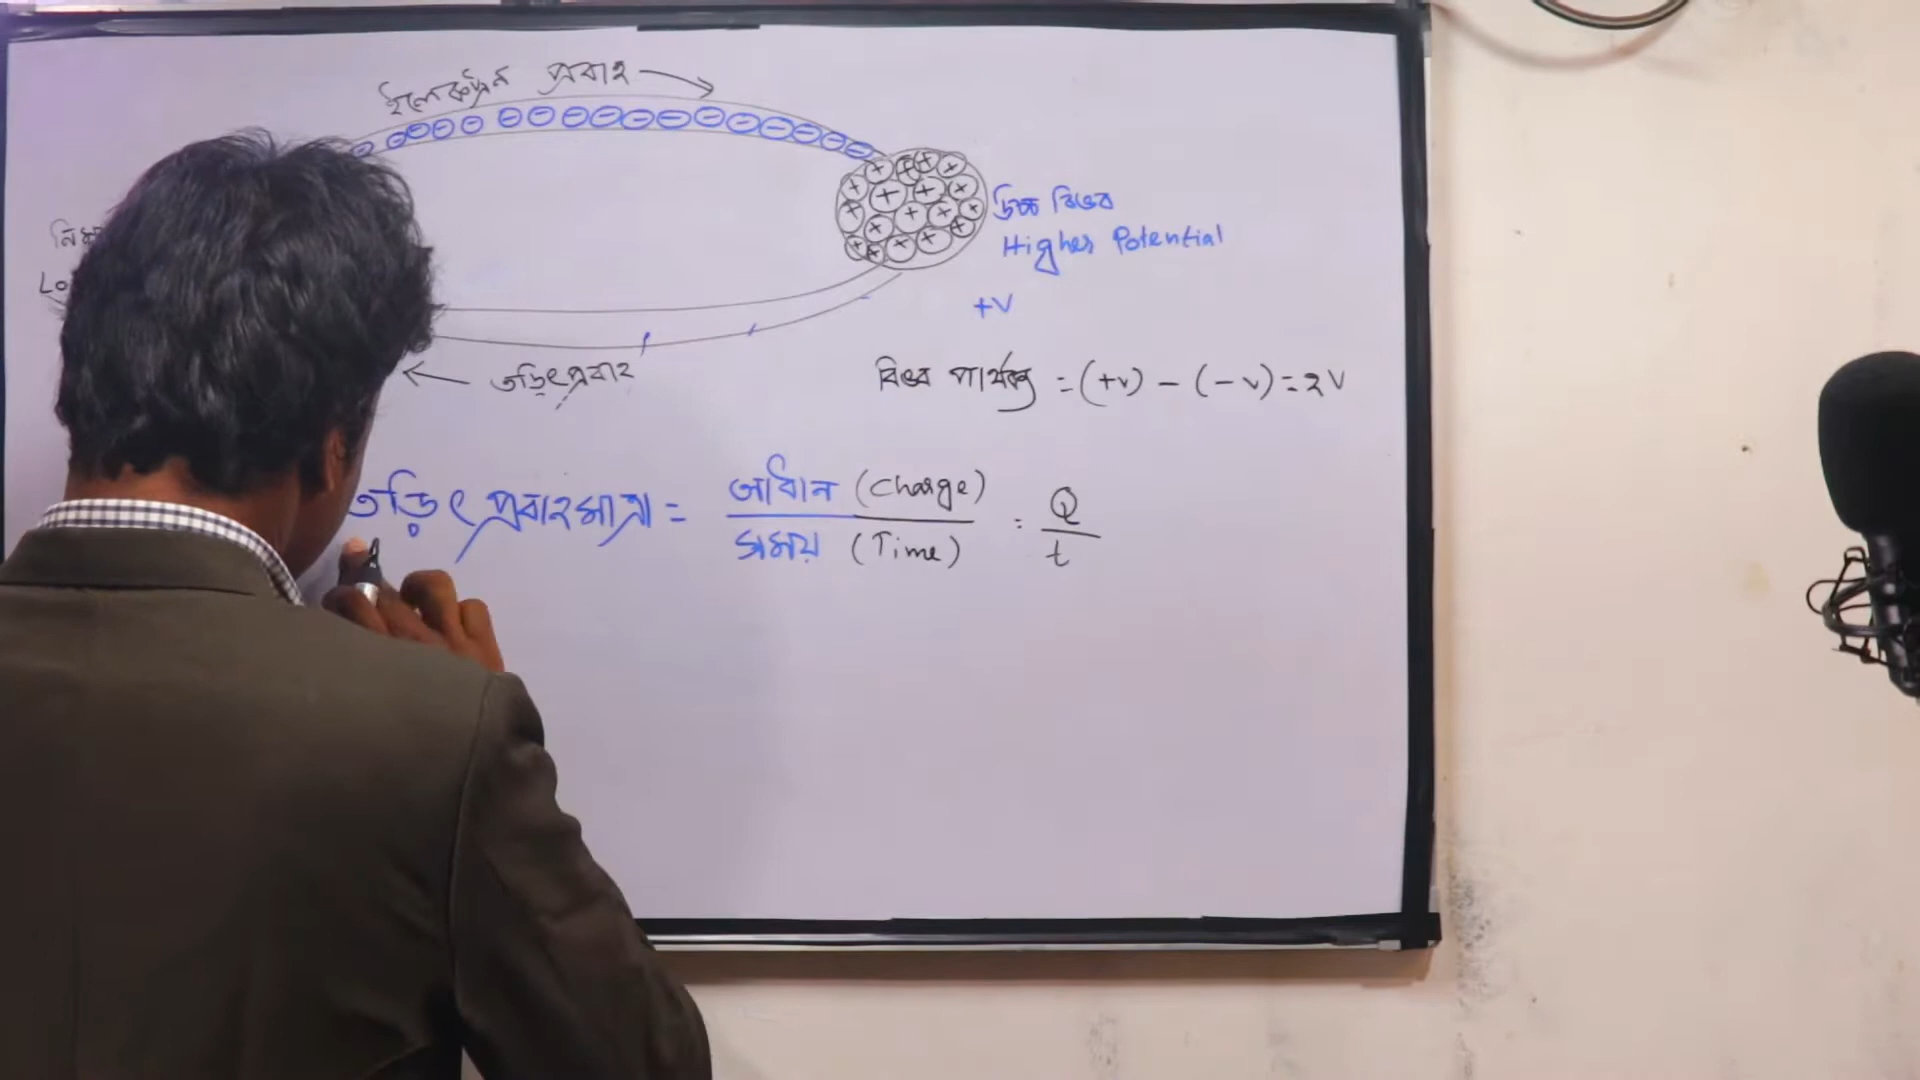 ইলেকট্রন প্রবাহ
উচ্চ বিভব
Higher Potential
+V
তড়িৎপ্রবাহ
বিভব পার্থক্য = (+v) - (-v) = 2V
তড়িৎ প্রবাহমাত্রা = আধান (Charge) / সময় (Time) = Q / t